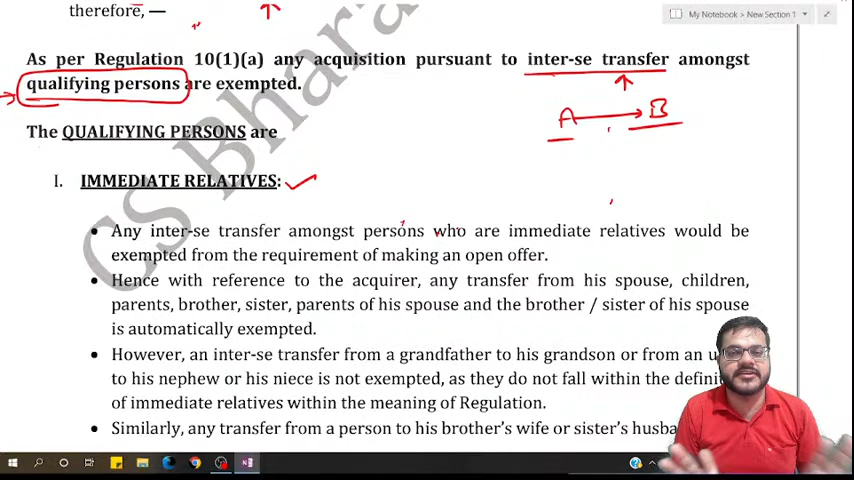 therefore, —
My Notebook > New Section 1
As per Regulation 10(1)(a) any acquisition pursuant to inter-se transfer amongst
qualifying persons are exempted.
A B
The QUALIFYING PERSONS are
I. IMMEDIATE RELATIVES:
CS Bhara
• Any inter-se transfer amongst persons who are immediate relatives would be
exempted from the requirement of making an open offer.
• Hence with reference to the acquirer, any transfer from his spouse, children,
parents, brother, sister, parents of his spouse and the brother / sister of his spouse
is automatically exempted.
• However, an inter-se transfer from a grandfather to his grandson or from an
to his nephew or his niece is not exempted, as they do not fall within the
of immediate relatives within the meaning of Regulation.
• Similarly, any transfer from a person to his brother's wife or sister's